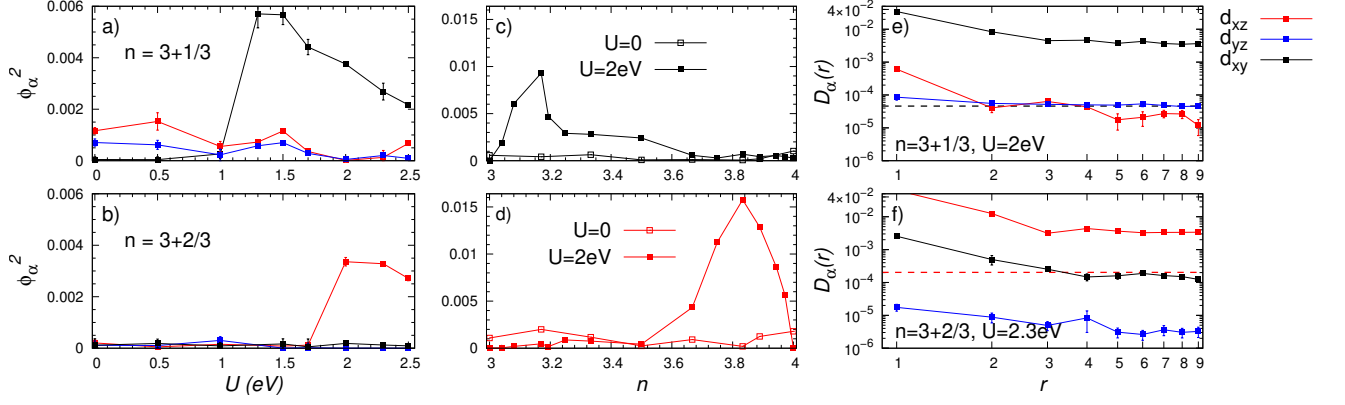 a)
n = 3+1/3
ϕα²
0.006
0.004
0.002
0
0
0.5
1
1.5
2
2.5
b)
n = 3+2/3
ϕα²
0.006
0.003
0.002
0.000
0
0.5
1
1.5
2
2.5
U (eV)
c)
U=0
U=2eV
0.015
0.01
0.005
0
3
3.2
3.4
3.6
3.8
4
d)
U=0
U=2eV
0.015
0.01
0.005
0
3
3.2
3.4
3.6
3.8
4
n
e)
n=3+1/3, U=2eV
Dα(r)
4×10⁻²
10⁻²
10⁻³
10⁻⁴
10⁻⁵
10⁻⁶
1
2
3
4
5
6
7
8
9
f)
n=3+2/3, U=2.3eV
Dα(r)
4×10⁻²
10⁻²
10⁻³
10⁻⁴
10⁻⁵
10⁻⁶
1
2
3
4
5
6
7
8
9
r
dxz
dyz
dxy